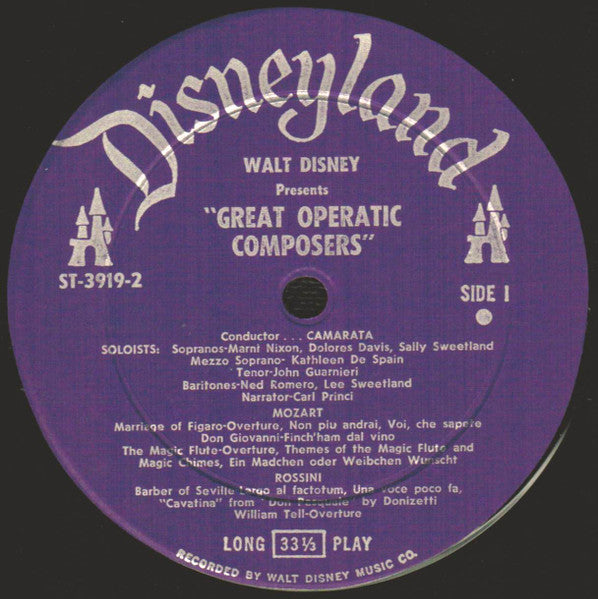 Disneyland
WALT DISNEY
Presents
"GREAT OPERATIC
COMPOSERS"
ST-3919-2
SIDE 1
Conductor . . . CAMARATA
SOLOISTS: Sopranos-Marni Nixon, Dolores Davis, Sally Sweetland
Mezzo Soprano- Kathleen De Spain
Tenor-John Guarnieri
Baritones-Ned Romero, Lee Sweetland
Narrator-Carl Princi
MOZART
Marriage of Figaro-Overture, Non piu andrai, Voi, che sapere
Don Giovanni-Finch'ham dal vino
The Magic Flute-Overture, Themes of the Magic Flute and
Magic Chimes, Ein Madchen oder Weibchen Wunscht
ROSSINI
Barber of Seville-Largo al factotum, Una voce poco fa,
"Cavatina" from "Don Pasquale" by Donizetti
William Tell-Overture
LONG 33⅓ PLAY
RECORDED BY WALT DISNEY MUSIC CO.